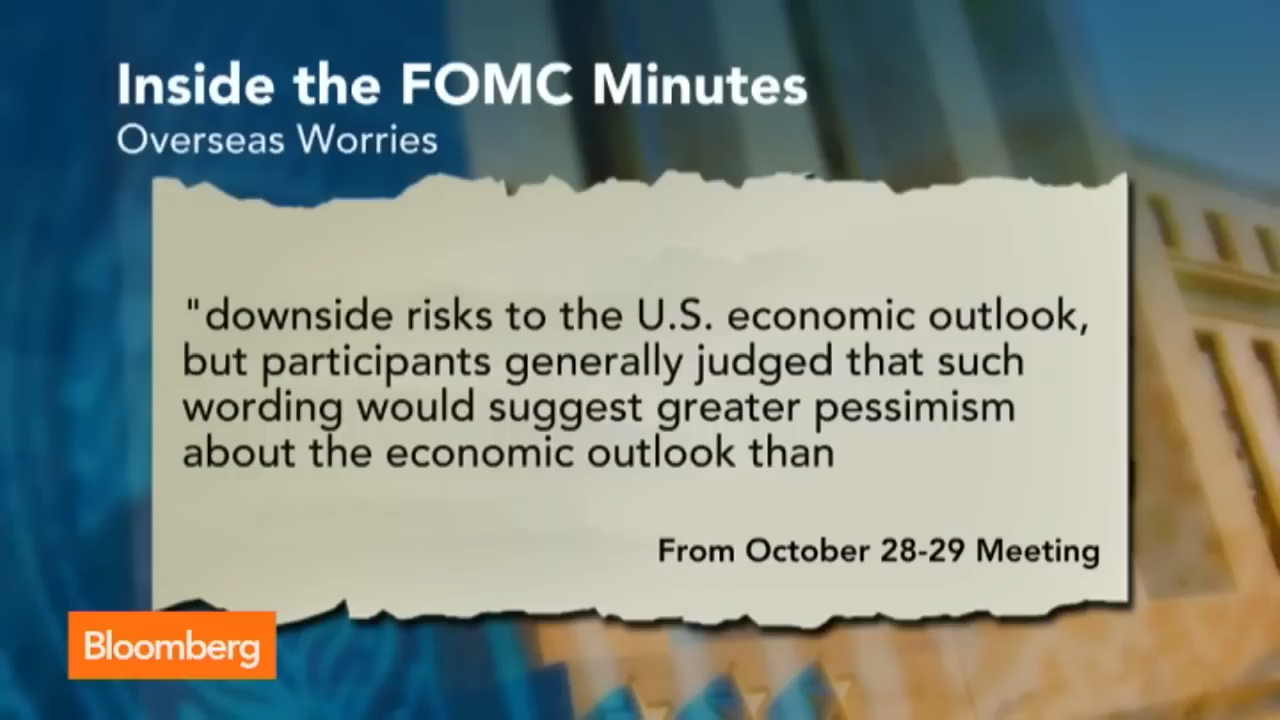 Inside the FOMC Minutes
Overseas Worries
"downside risks to the U.S. economic outlook,
but participants generally judged that such
wording would suggest greater pessimism
about the economic outlook than
From October 28-29 Meeting
Bloomberg